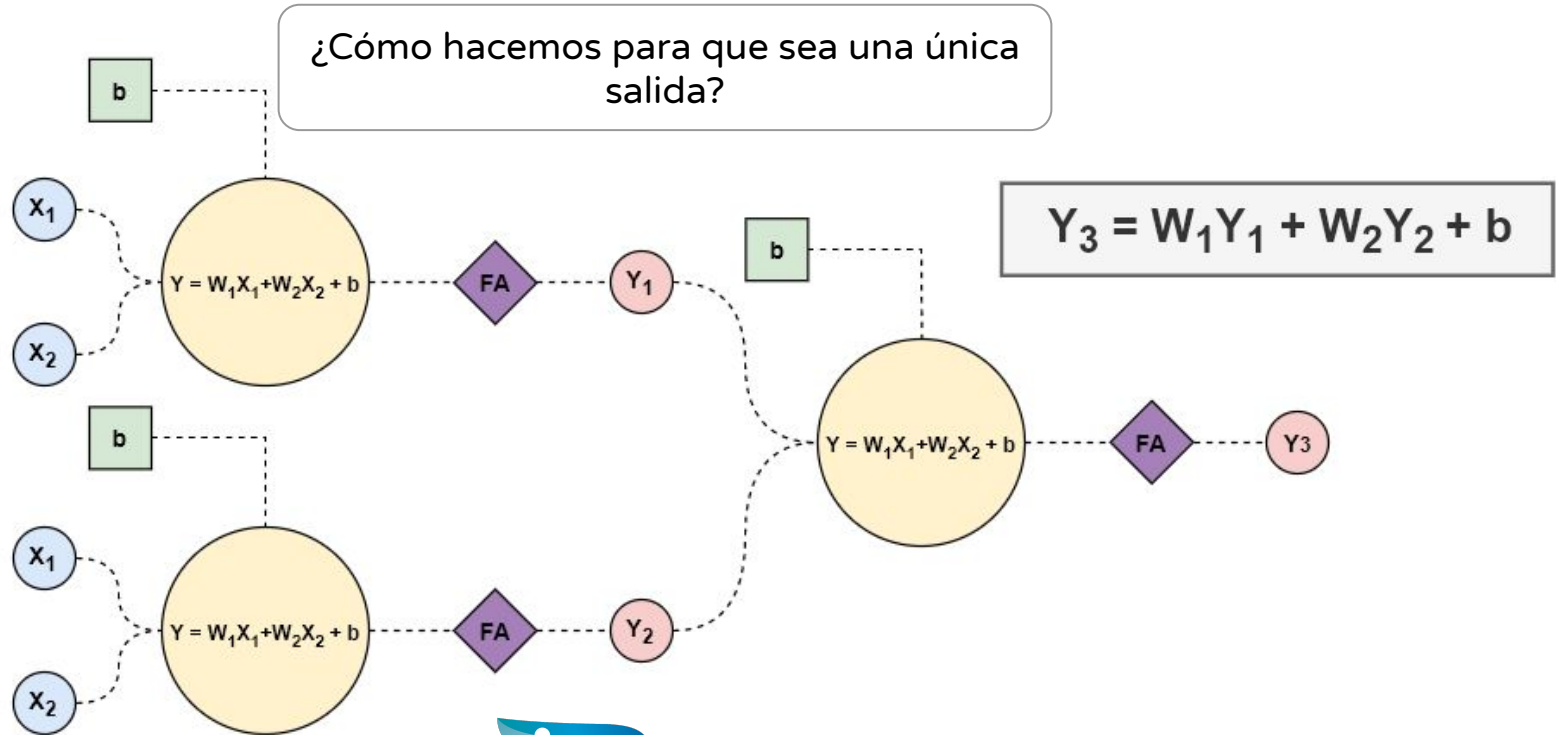 ¿Cómo hacemos para que sea una única
salida?
b
X₁
X₂
Y = W₁X₁+W₂X₂ + b
FA
Y₁
b
Y₃ = W₁Y₁ + W₂Y₂ + b
Y = W₁X₁+W₂X₂ + b
FA
Y3
b
X₁
X₂
Y = W₁X₁+W₂X₂ + b
FA
Y₂